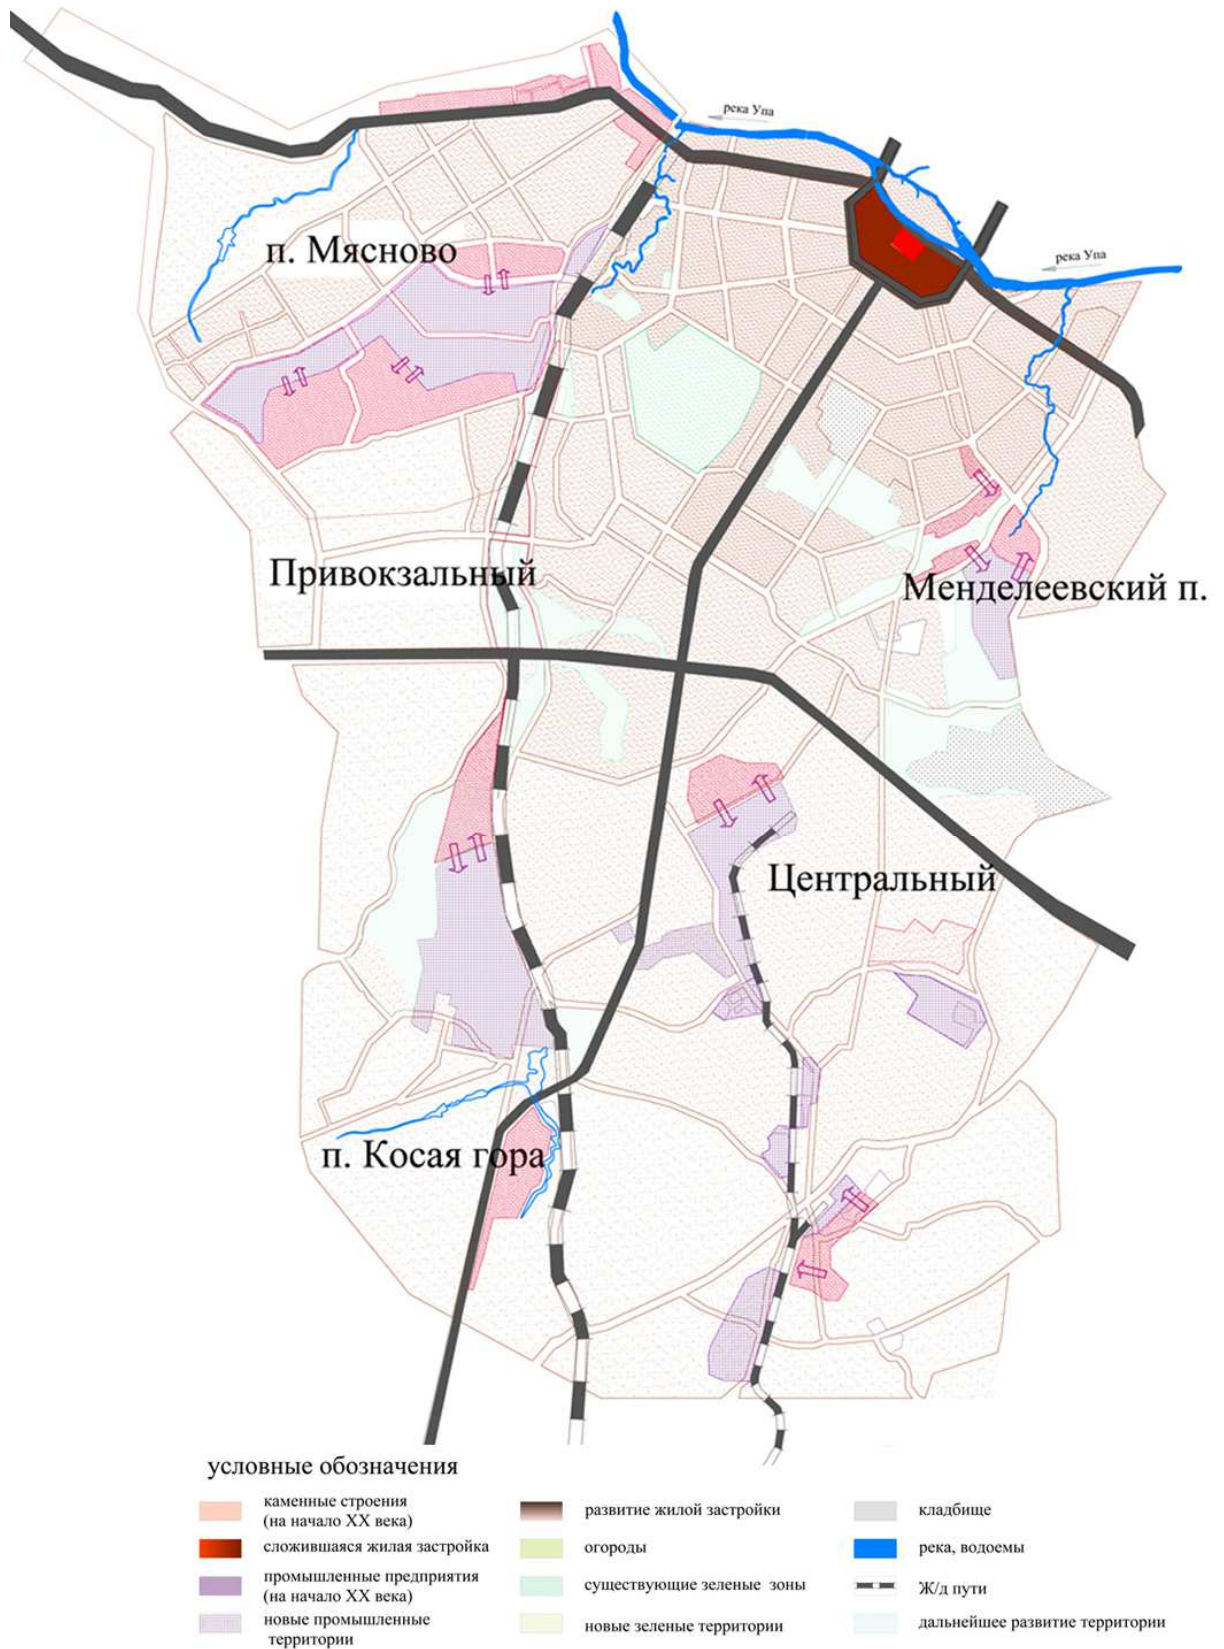 река Упа
река Упа
п. Мясново
Привокзальный
Менделеевский п.
Центральный
п. Косая гора
условные обозначения
каменные строения
(на начало XX века)
сложившаяся жилая застройка
промышленные предприятия
(на начало XX века)
новые промышленные
территории
развитие жилой застройки
огороды
существующие зеленые зоны
новые зеленые территории
кладбище
река, водоемы
Ж/д пути
дальнейшее развитие территории